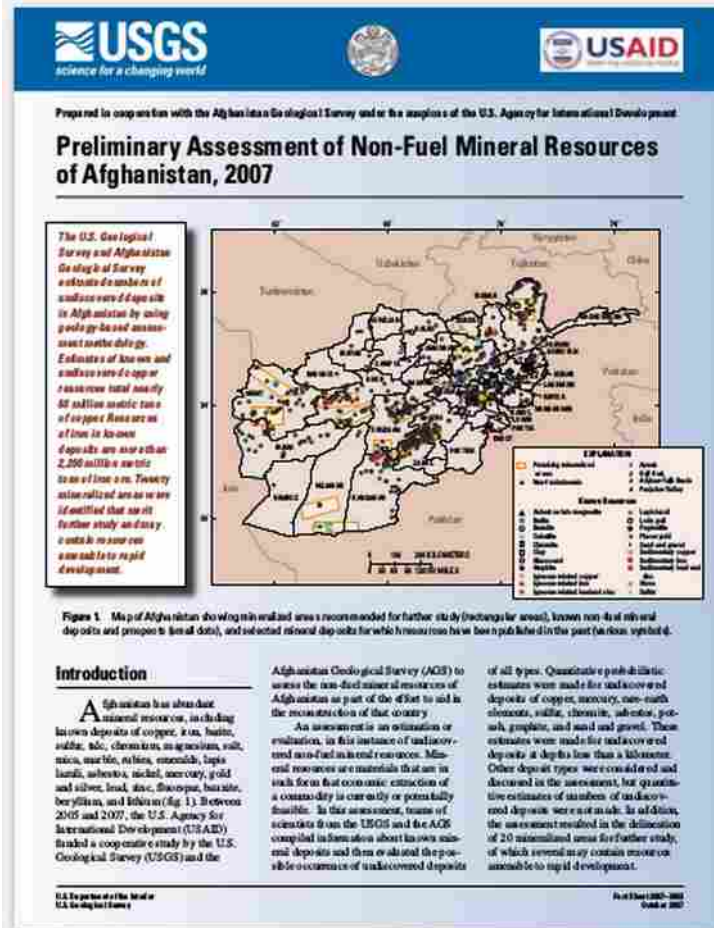 USGS
science for a changing world
USAID
Prepared in cooperation with the Afghanistan Geological Survey under the auspices of the U.S. Agency for International Development
Preliminary Assessment of Non-Fuel Mineral Resources
of Afghanistan, 2007
The U.S. Geological
Survey and Afghanistan
Geological Survey
estimated numbers of
undiscovered deposits
in Afghanistan by using
geology-based assess-
ment methodology.
Estimates of known and
undiscovered copper
resources total nearly
million metric tons
of copper. Resources
of iron in known
deposits are more than
million metric
tons of iron ore. Twenty
mineralized areas were
identified that merit
further study and may
contain resources
amenable to rapid
development.
Uzbekistan
Turkmenistan
Tajikistan
China
Pakistan
India
Iran
Pakistan
EXPLANATION
Known Resources
Figure 1. Map of Afghanistan showing mineralized areas recommended for further study (rectangular areas), known non-fuel mineral
deposits and prospects (small dots), and selected mineral deposits for which resources have been published in the past (various symbols).
Introduction
Afghanistan has abundant
mineral resources, including
known deposits of copper, iron, barite,
sulfur, talc, chromium, magnesium, salt,
mica, marble, rubies, emeralds, lapis
lazuli, asbestos, nickel, mercury, gold
and silver, lead, zinc, fluorspar, bauxite,
beryllium, and lithium (fig. 1). Between
2005 and 2007, the U.S. Agency for
International Development (USAID)
funded a cooperative study by the U.S.
Geological Survey (USGS) and the
Afghanistan Geological Survey (AGS) to
assess the non-fuel mineral resources of
Afghanistan as part of the effort to aid in
the reconstruction of that country.
An assessment is an estimation or
evaluation, in this instance of undiscov-
ered non-fuel mineral resources. Min-
eral resources are materials that are in
such form that economic extraction of
a commodity is currently or potentially
feasible. In this assessment, teams of
scientists from the USGS and the AGS
compiled information about known min-
eral deposits and then evaluated the pos-
sible occurrence of undiscovered deposits
of all types. Quantitative probabilistic
estimates were made for undiscovered
deposits of copper, mercury, rare-earth
elements, sulfur, chromite, asbestos, pot-
ash, graphite, and sand and gravel. These
estimates were made for undiscovered
deposits at depths less than a kilometer.
Other deposit types were considered and
discussed in the assessment, but quanti-
tative estimates of numbers of undiscov-
ered deposits were not made. In addition,
the assessment resulted in the delineation
of 20 mineralized areas for further study,
of which several may contain resources
amenable to rapid development.
U.S. Department of the Interior
U.S. Geological Survey
Fact Sheet
October 2007